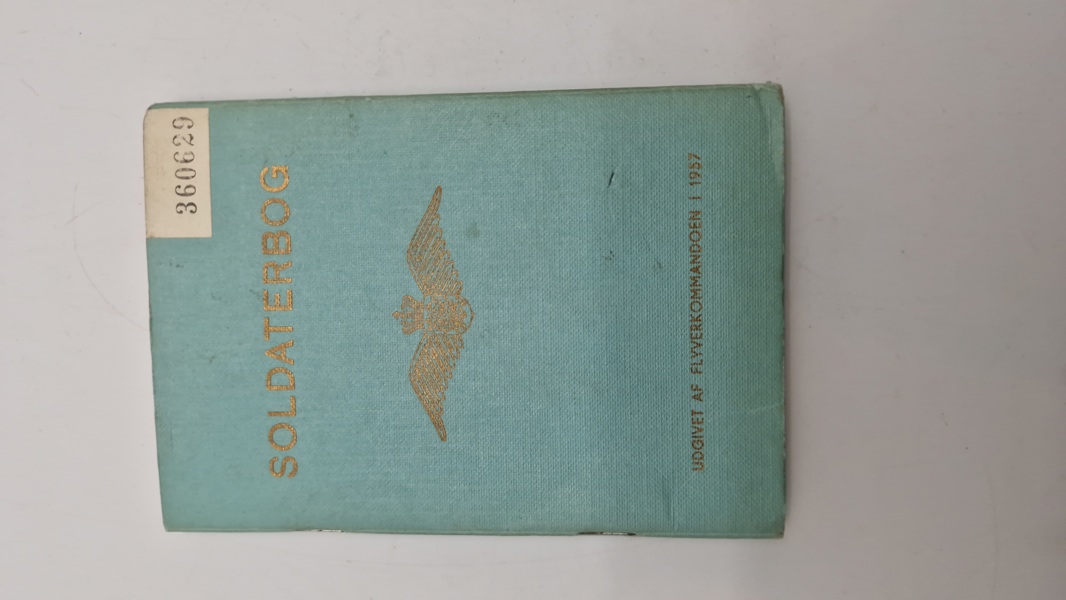 360629
SOLDATERBOG
UDGIVET AF FLYVERKOMMANDOEN I 1957